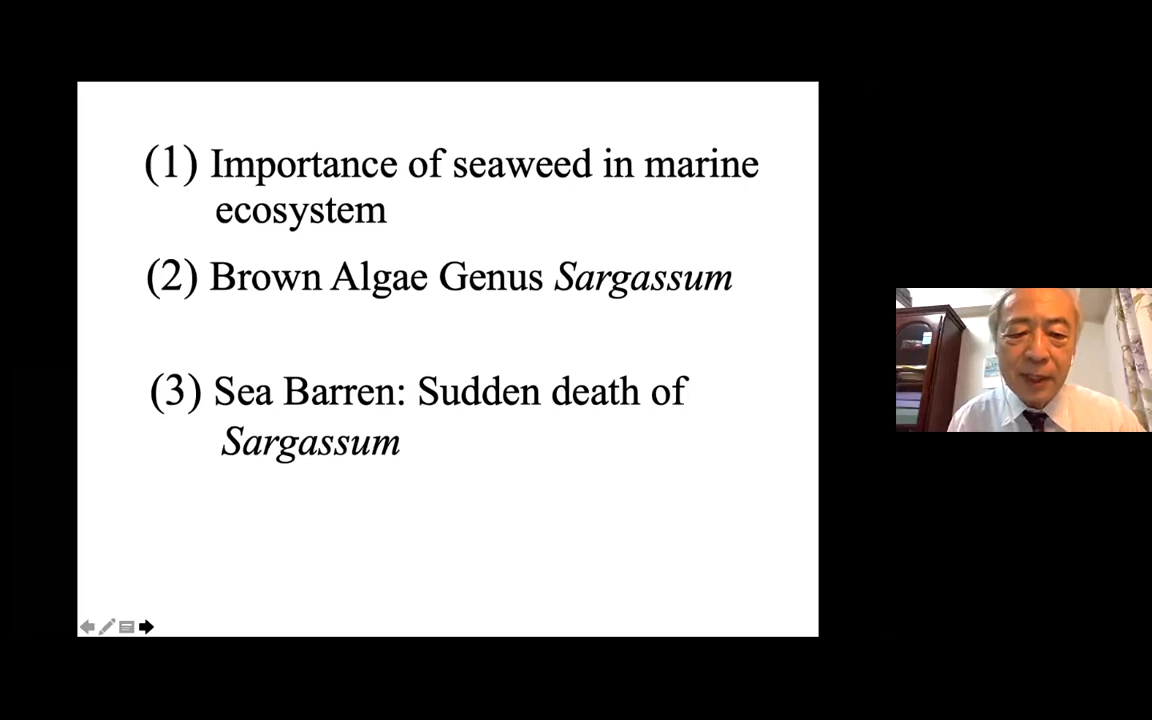 (1) Importance of seaweed in marine
ecosystem
(2) Brown Algae Genus Sargassum
(3) Sea Barren: Sudden death of
Sargassum